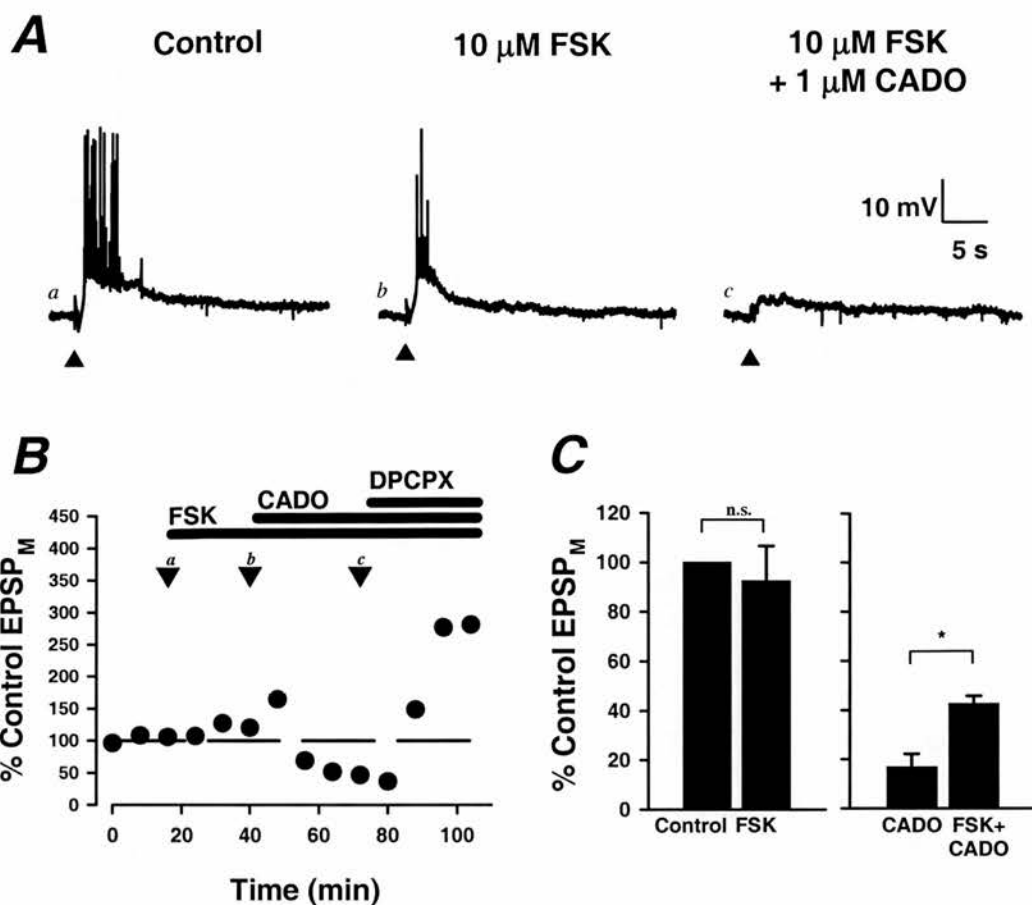 A
Control
10 µM FSK
10 µM FSK
+ 1 µM CADO
10 mV
5 s
a
b
c
B
DPCPX
CADO
FSK
a
b
c
450
400
350
300
250
200
150
100
50
0
% Control EPSP_M
0
20
40
60
80
100
Time (min)
C
120
100
80
60
40
20
0
% Control EPSP_M
n.s.
*
Control
FSK
CADO
FSK+
CADO